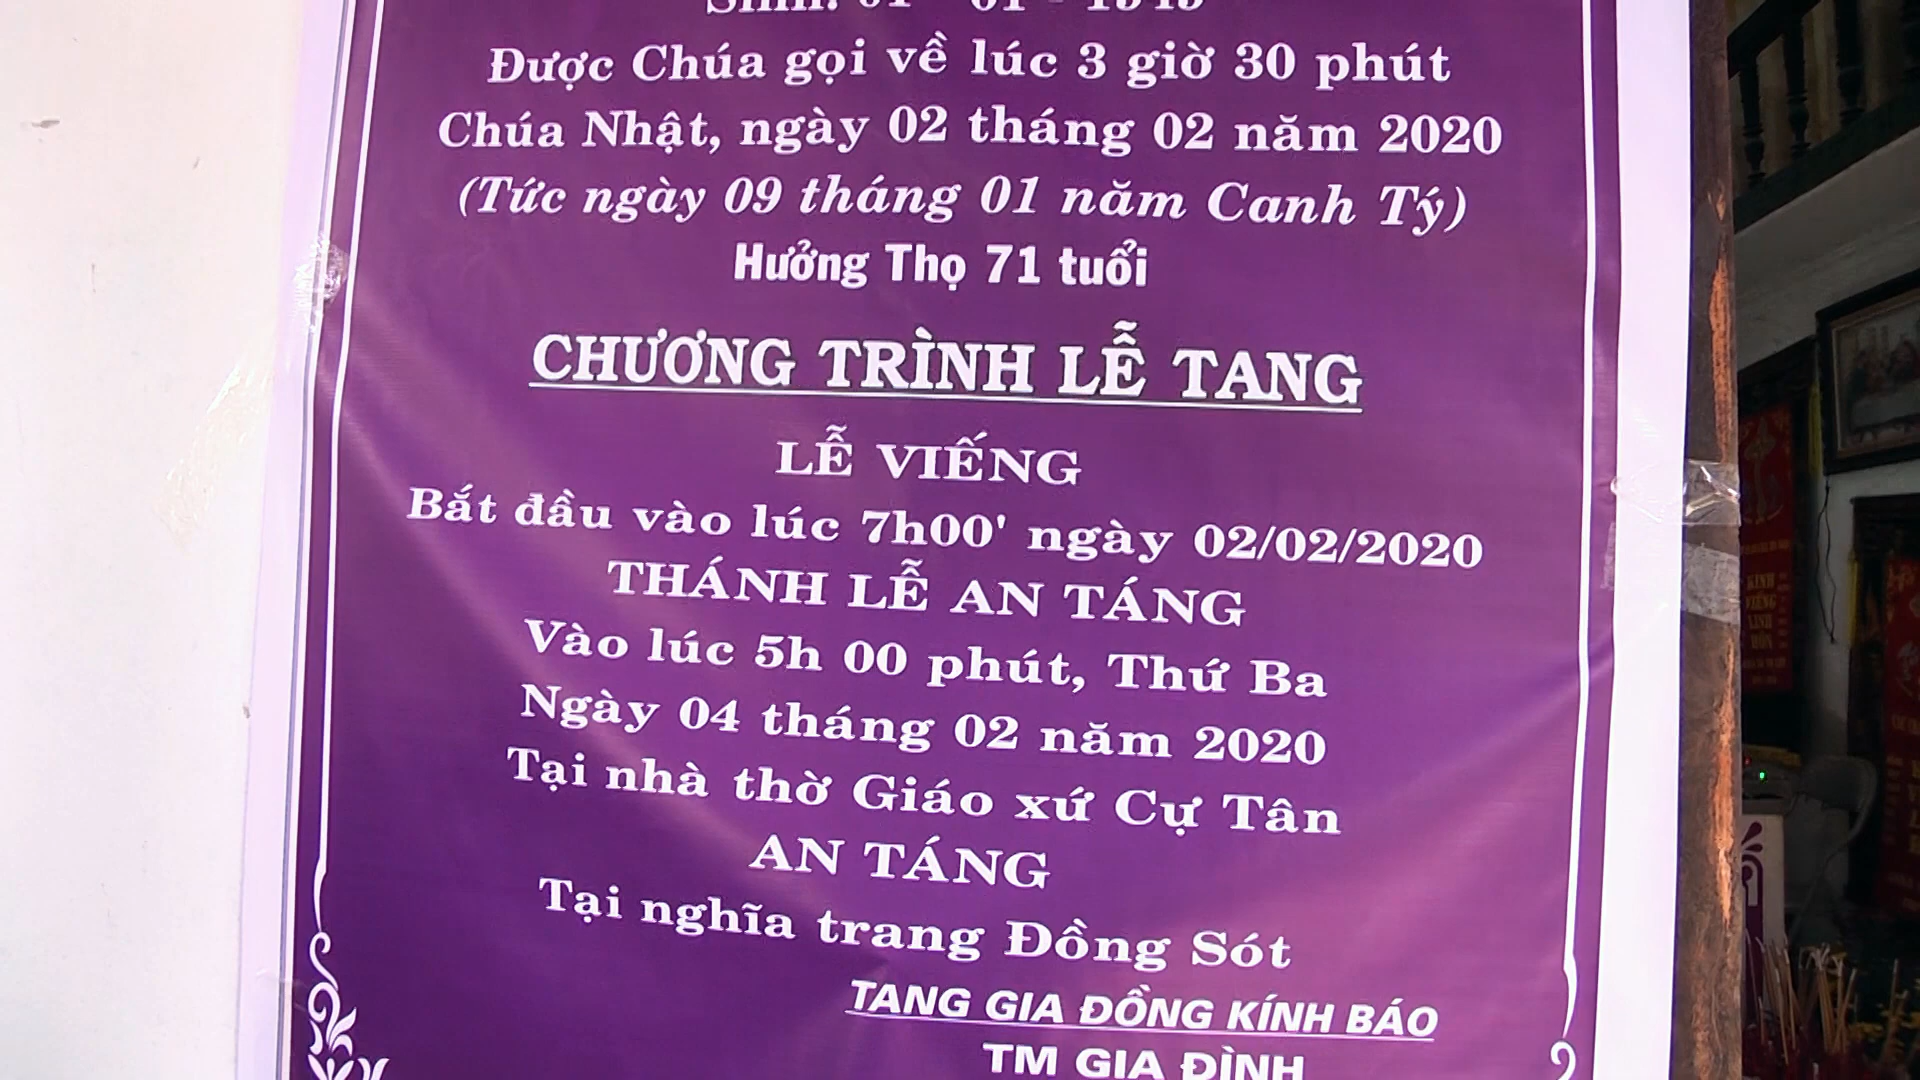 Được Chúa gọi về lúc 3 giờ 30 phút
Chúa Nhật, ngày 02 tháng 02 năm 2020
(Tức ngày 09 tháng 01 năm Canh Tý)
Hưởng Thọ 71 tuổi
CHƯƠNG TRÌNH LỄ TANG
LỄ VIẾNG
Bắt đầu vào lúc 7h00' ngày 02/02/2020
THÁNH LỄ AN TÁNG
Vào lúc 5h 00 phút, Thứ Ba
Ngày 04 tháng 02 năm 2020
Tại nhà thờ Giáo xứ Cự Tân
AN TÁNG
Tại nghĩa trang Đồng Sót
TANG GIA ĐỒNG KÍNH BÁO
TM GIA ĐÌNH
KÍNH
VIẾNG
LINH
HỒN